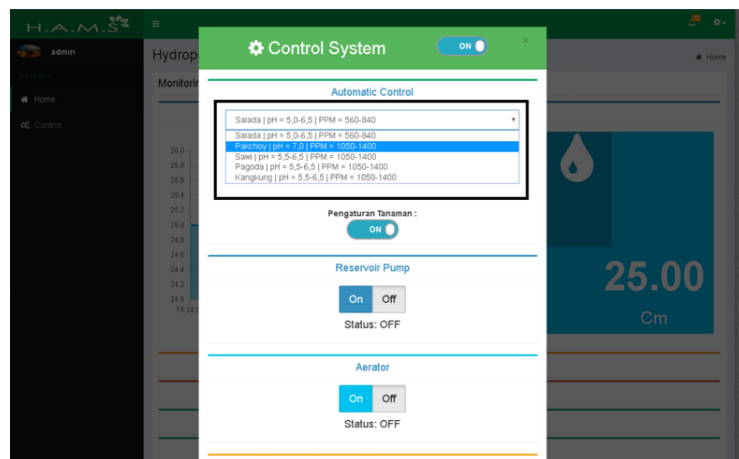 H.A.M.S
admin
Navigation
Home
Control
Hydrop
Home
Monitorin
Control System
ON
×
Automatic Control
Salada | pH = 5,0-6,5 | PPM = 560-840
Salada | pH = 5,0-6,5 | PPM = 560-840
Pakchoy | pH = 7,0 | PPM = 1050-1400
Sawi | pH = 5,5-6,5 | PPM = 1050-1400
Pagoda | pH = 5,5-6,5 | PPM = 1050-1400
Kangkung | pH = 5,5-6,5 | PPM = 1050-1400
Pengaturan Tanaman :
ON
Reservoir Pump
On Off
Status: OFF
Aerator
On Off
Status: OFF
26.0
25.8
25.6
25.4
25.2
25.0
24.8
24.6
24.4
24.2
24.0
25.00
Cm